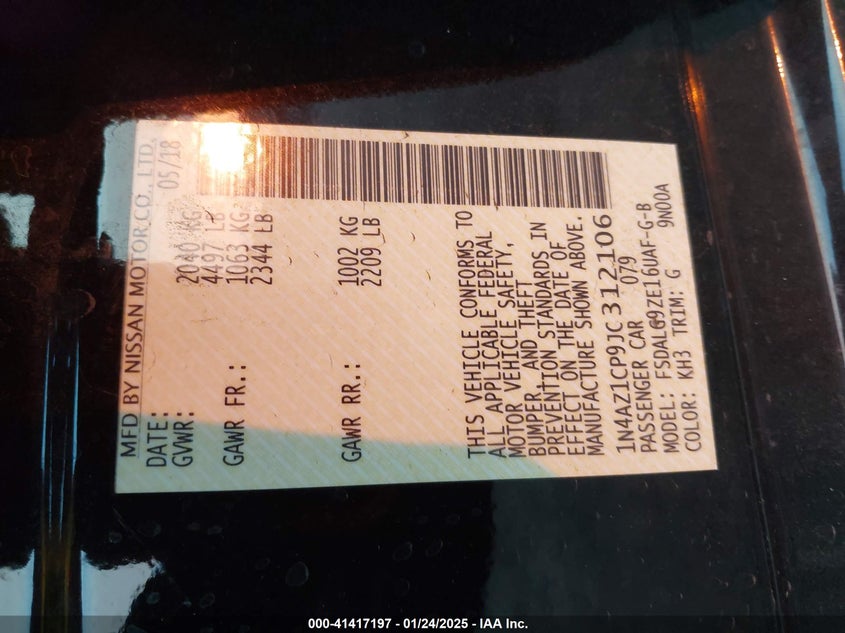 MFD BY NISSAN MOTOR CO., LTD.
DATE: 05/18
GVWR: 2040 KG
4497 LB
GAWR FR.: 1063 KG
2344 LB
GAWR RR.: 1002 KG
2209 LB
THIS VEHICLE CONFORMS TO
ALL APPLICABLE FEDERAL
MOTOR VEHICLE SAFETY,
BUMPER, AND THEFT
PREVENTION STANDARDS IN
EFFECT ON THE DATE OF
MANUFACTURE SHOWN ABOVE.
1N4AZ1CP9JC312106
PASSENGER CAR 079
MODEL: FSDALG9ZE16UAF-G-B
COLOR: KH3 TRIM: G 9N00A
000-41417197 - 01/24/2025 - IAA Inc.